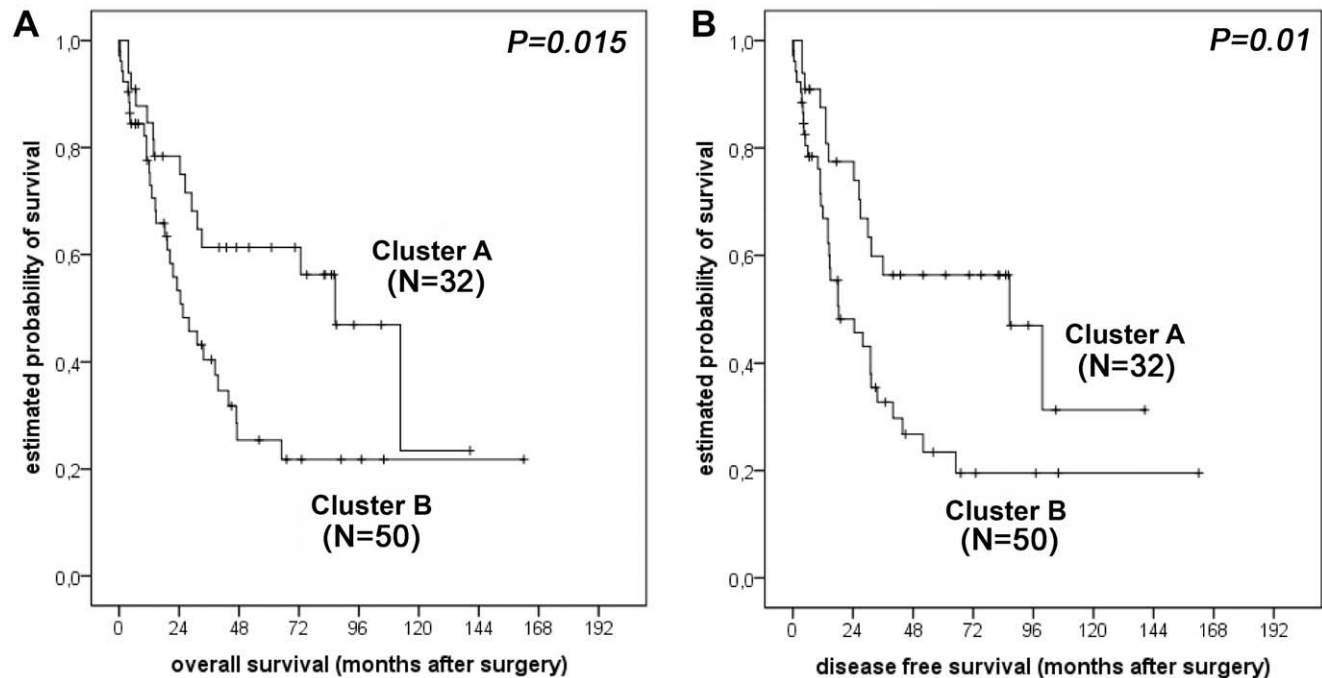 A
P=0.015
estimated probability of survival
1,0
0,8
0,6
0,4
0,2
0,0
Cluster A
(N=32)
Cluster B
(N=50)
0 24 48 72 96 120 144 168 192
overall survival (months after surgery)
B
P=0.01
estimated probability of survival
1,0
0,8
0,6
0,4
0,2
0,0
Cluster A
(N=32)
Cluster B
(N=50)
0 24 48 72 96 120 144 168 192
disease free survival (months after surgery)